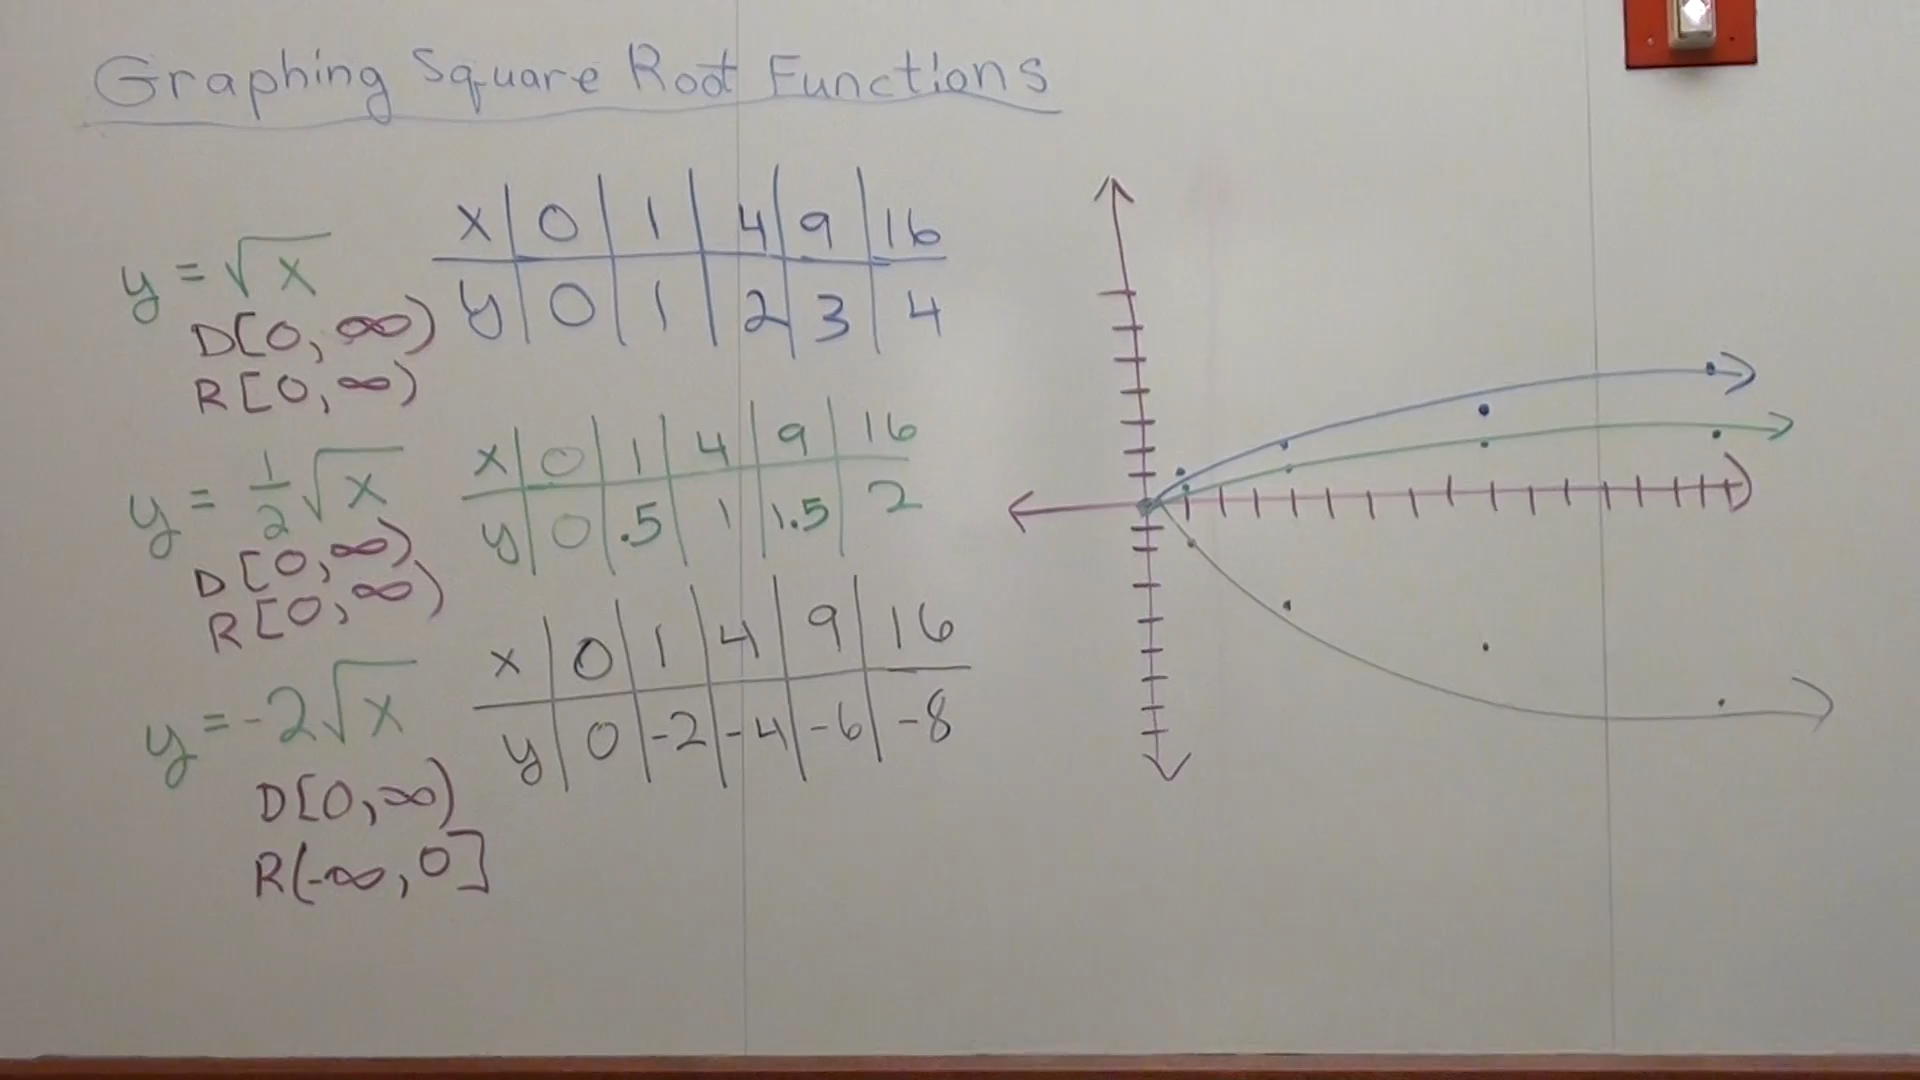 Graphing Square Root Functions
y = √x
D[0, ∞)
R[0, ∞)
x | 0 | 1 | 4 | 9 | 16
y | 0 | 1 | 2 | 3 | 4
y = 1/2 √x
D[0, ∞)
R[0, ∞)
x | 0 | 1 | 4 | 9 | 16
y | 0 | .5 | 1 | 1.5 | 2
y = -2√x
D[0, ∞)
R(-∞, 0]
x | 0 | 1 | 4 | 9 | 16
y | 0 | -2 | -4 | -6 | -8